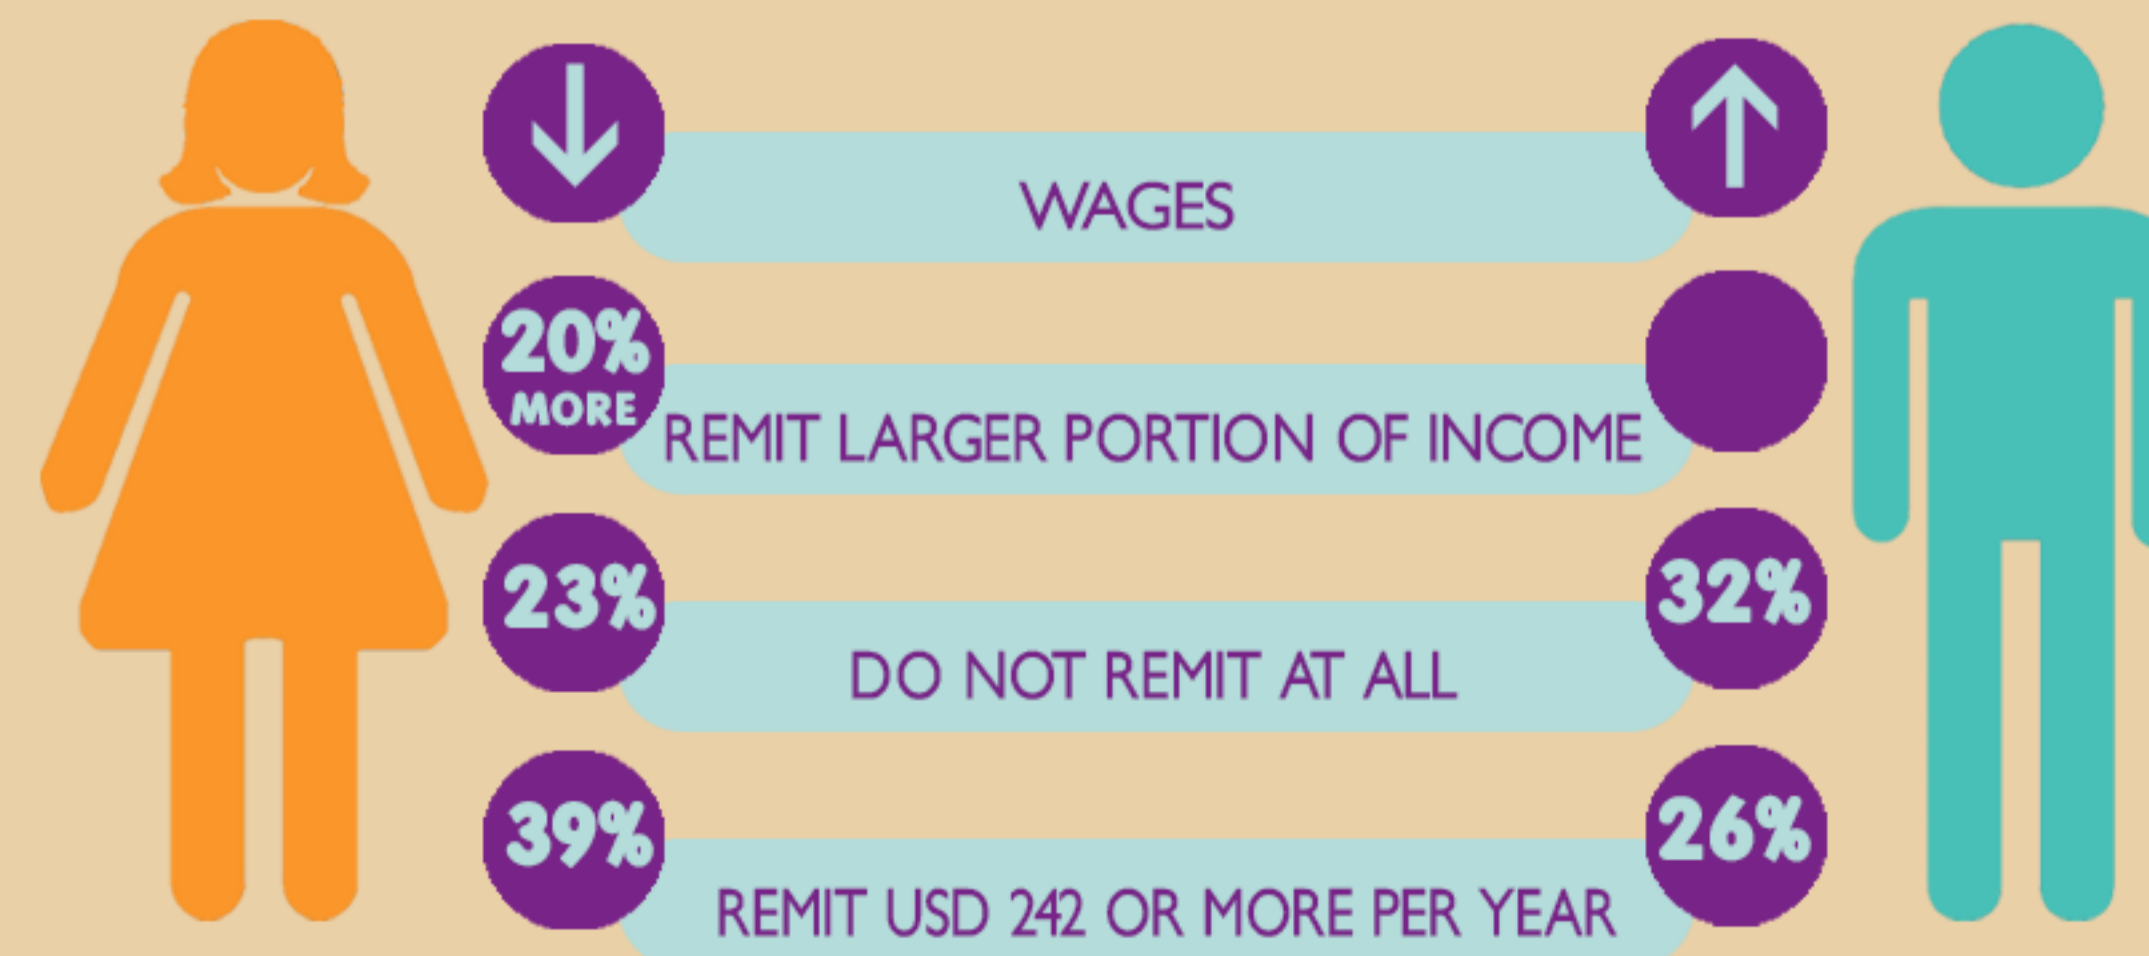 WAGES
20%
MORE
REMIT LARGER PORTION OF INCOME
23%
32%
DO NOT REMIT AT ALL
39%
26%
REMIT USD 242 OR MORE PER YEAR